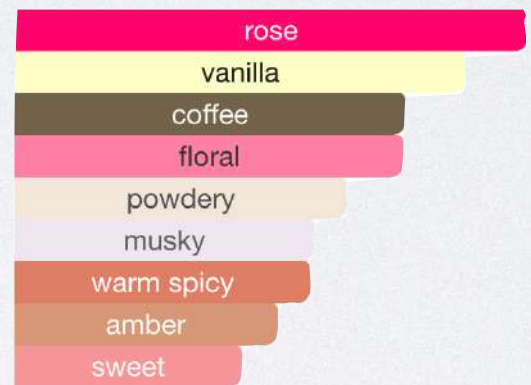 rose
vanilla
coffee
floral
powdery
musky
warm spicy
amber
sweet